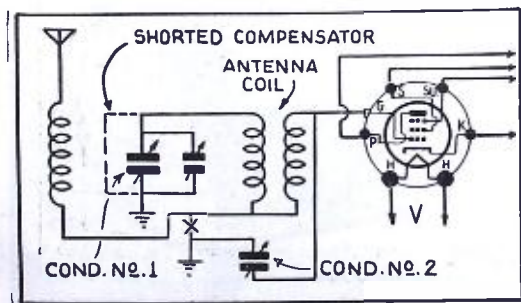 SHORTED COMPENSATOR
ANTENNA
COIL
S
SU
G
P
K
H
H
V
X
COND. No. 1
COND. No. 2